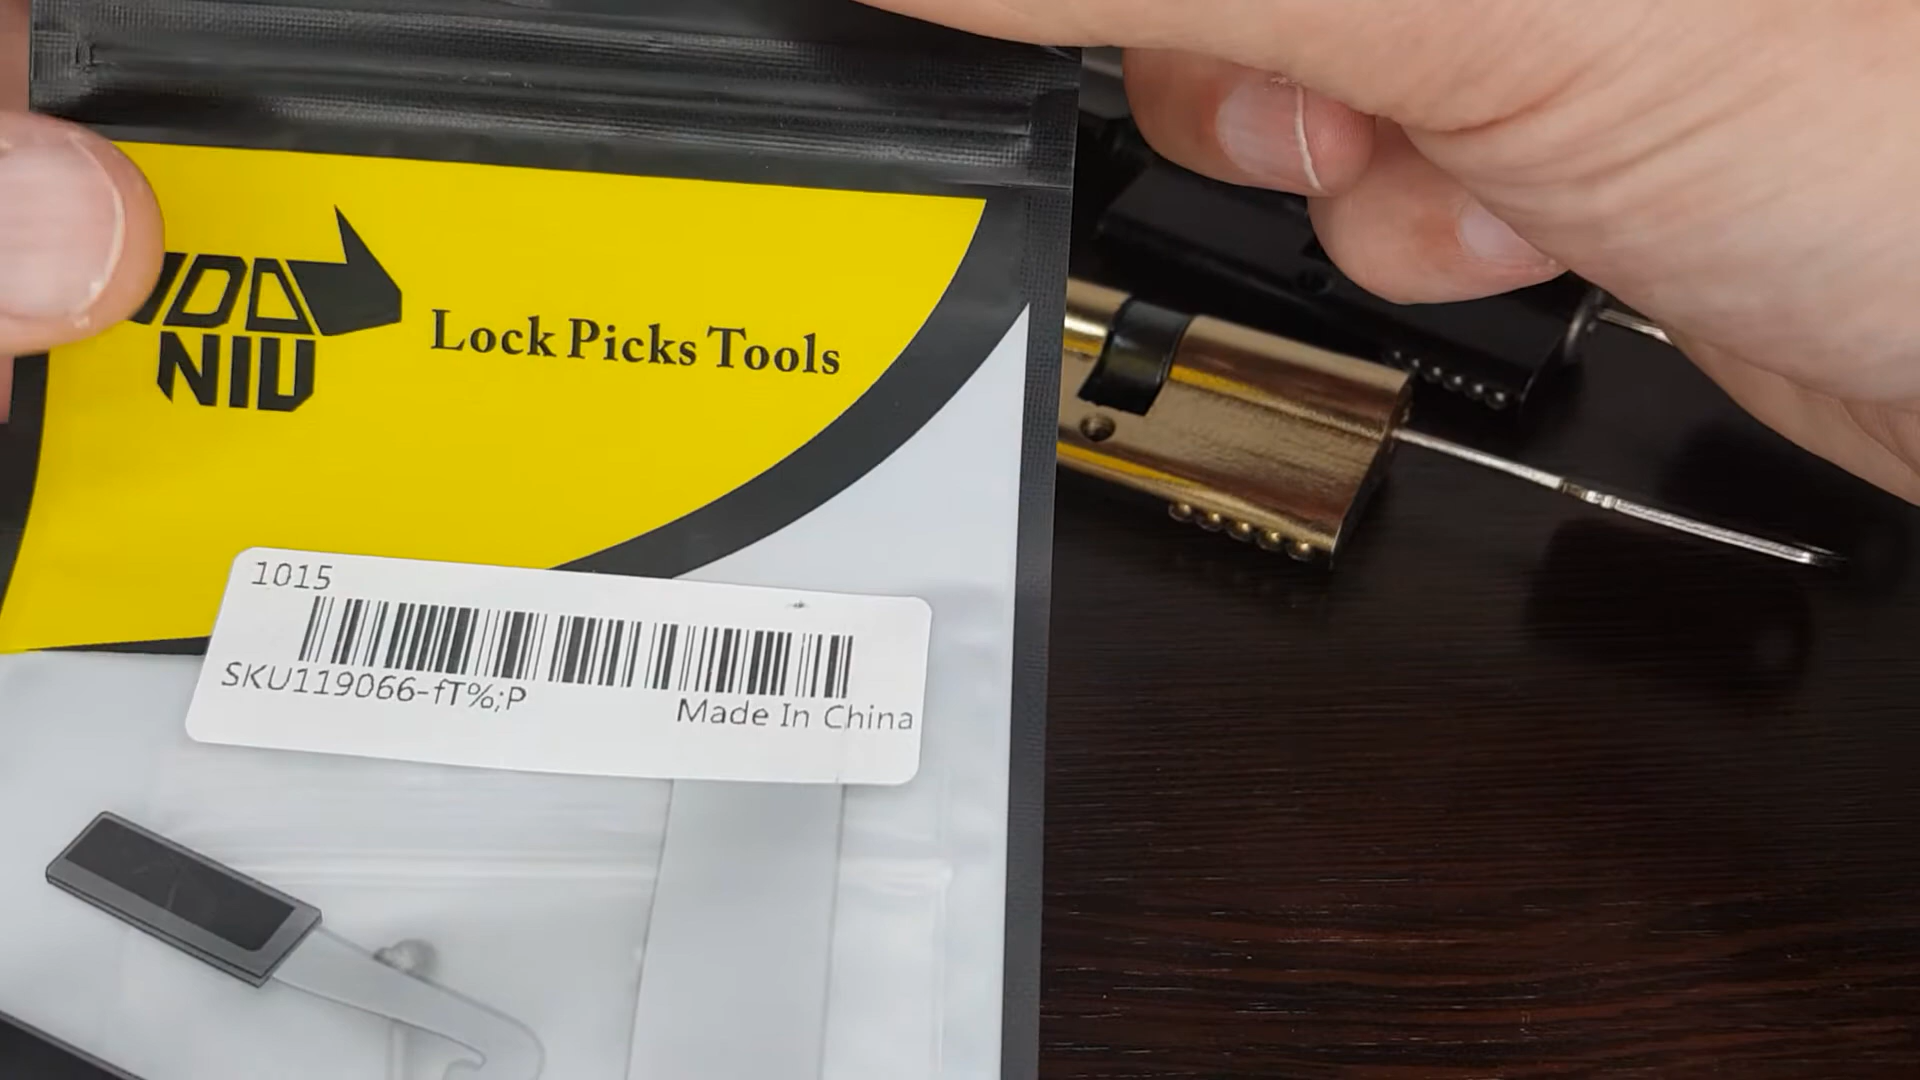 NIU
Lock Picks Tools
1015
SKU119066-fT%;P
Made In China